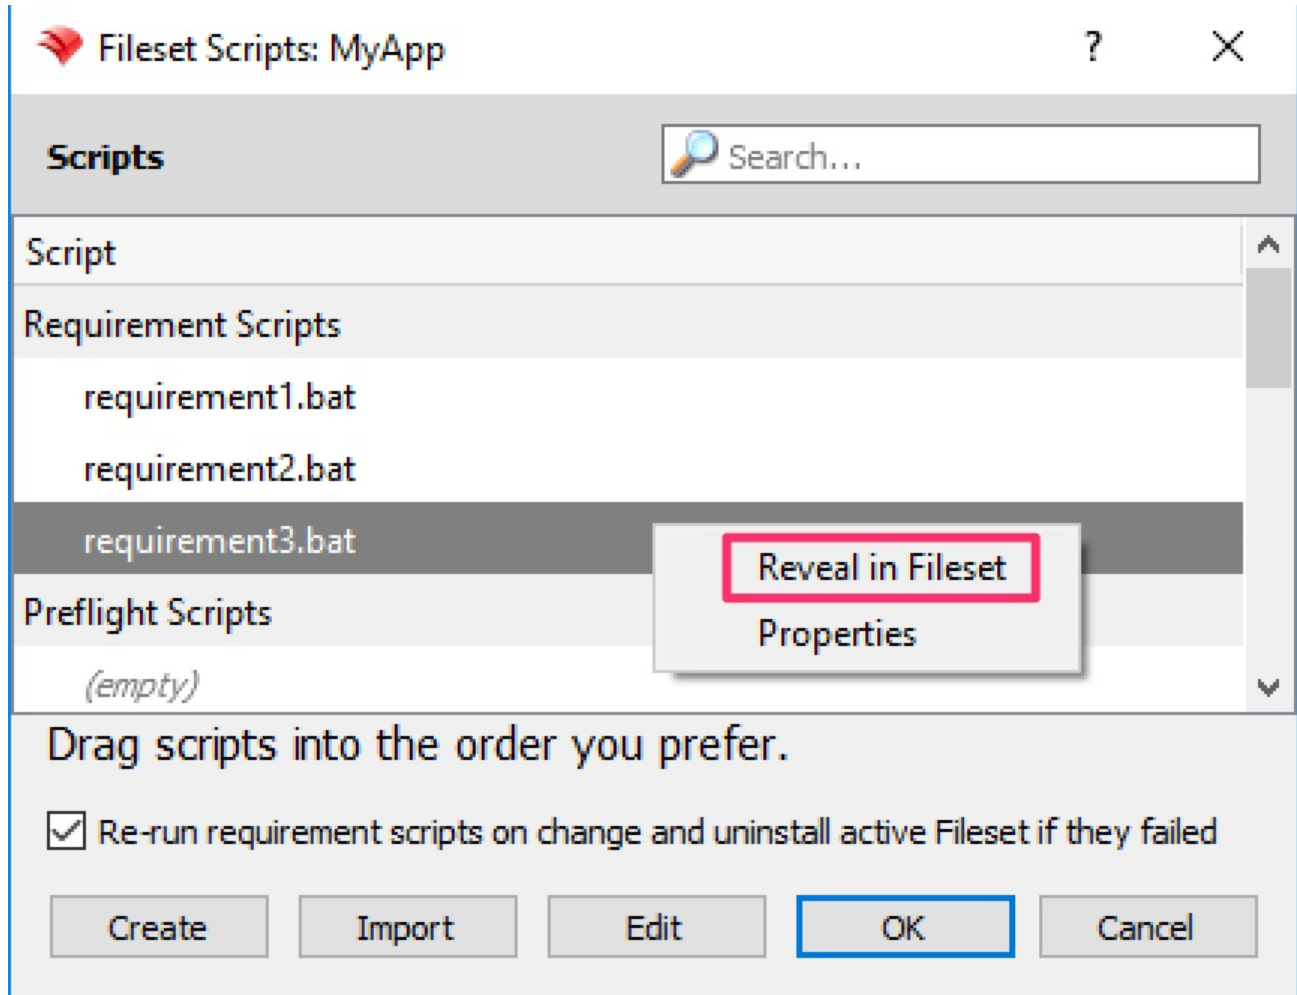 Fileset Scripts: MyApp ?
Scripts Search...
Script
Requirement Scripts
requirement1.bat
requirement2.bat
requirement3.bat
Reveal in Fileset
Preflight Scripts
Properties
(empty)
Drag scripts into the order you prefer.
Re-run requirement scripts on change and uninstall active Fileset if they failed
Create Import Edit OK Cancel